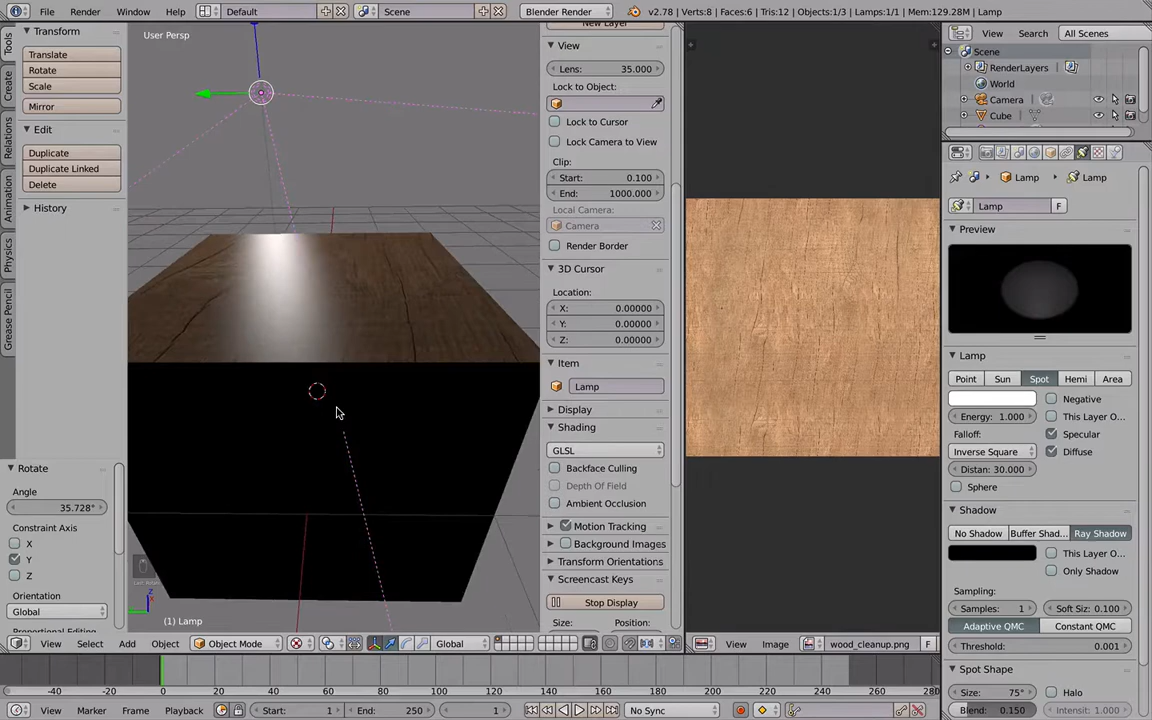 File Render Window Help Default Scene Blender Render v2.78 | Verts:8 | Faces:6 | Tris:12 | Objects:1/3 | Lamps:1/1 | Mem:129.28M | Lamp
Tools
Create
Relations
Animation
Physics
Grease Pencil
Transform
Translate
Rotate
Scale
Mirror
Edit
Duplicate
Duplicate Linked
Delete
History
Rotate
Angle
35.728°
Constraint Axis
X
Y
Z
Orientation
Global
User Persp
(1) Lamp
View
Lens: 35.000
Lock to Object:
Lock to Cursor
Lock Camera to View
Clip:
Start: 0.100
End: 1000.000
Local Camera:
Camera
Render Border
3D Cursor
Location:
X: 0.00000
Y: 0.00000
Z: 0.00000
Item
Lamp
Display
Shading
GLSL
Backface Culling
Depth Of Field
Ambient Occlusion
Motion Tracking
Background Images
Transform Orientations
Screencast Keys
Stop Display
Size: Position:
View Select Add Object Object Mode Global
View Image wood_cleanup.png F
View Search All Scenes
Scene
RenderLayers
World
Camera
Cube
Lamp Lamp
Lamp F
Preview
Lamp
Point Sun Spot Hemi Area
Negative
Energy: 1.000 This Layer O...
Falloff: Specular
Inverse Square Diffuse
Distan: 30.000
Sphere
Shadow
No Shadow Buffer Shad... Ray Shadow
This Layer O...
Only Shadow
Sampling:
Samples: 1 Soft Siz: 0.100
Adaptive QMC Constant QMC
Threshold: 0.001
Spot Shape
Size: 75° Halo
Blend: 0.150 Intensit: 1.000
-40 -20 0 20 40 60 80 100 120 140 160 180 200 220 240 260 280
View Marker Frame Playback Start: 1 End: 250 1 No Sync